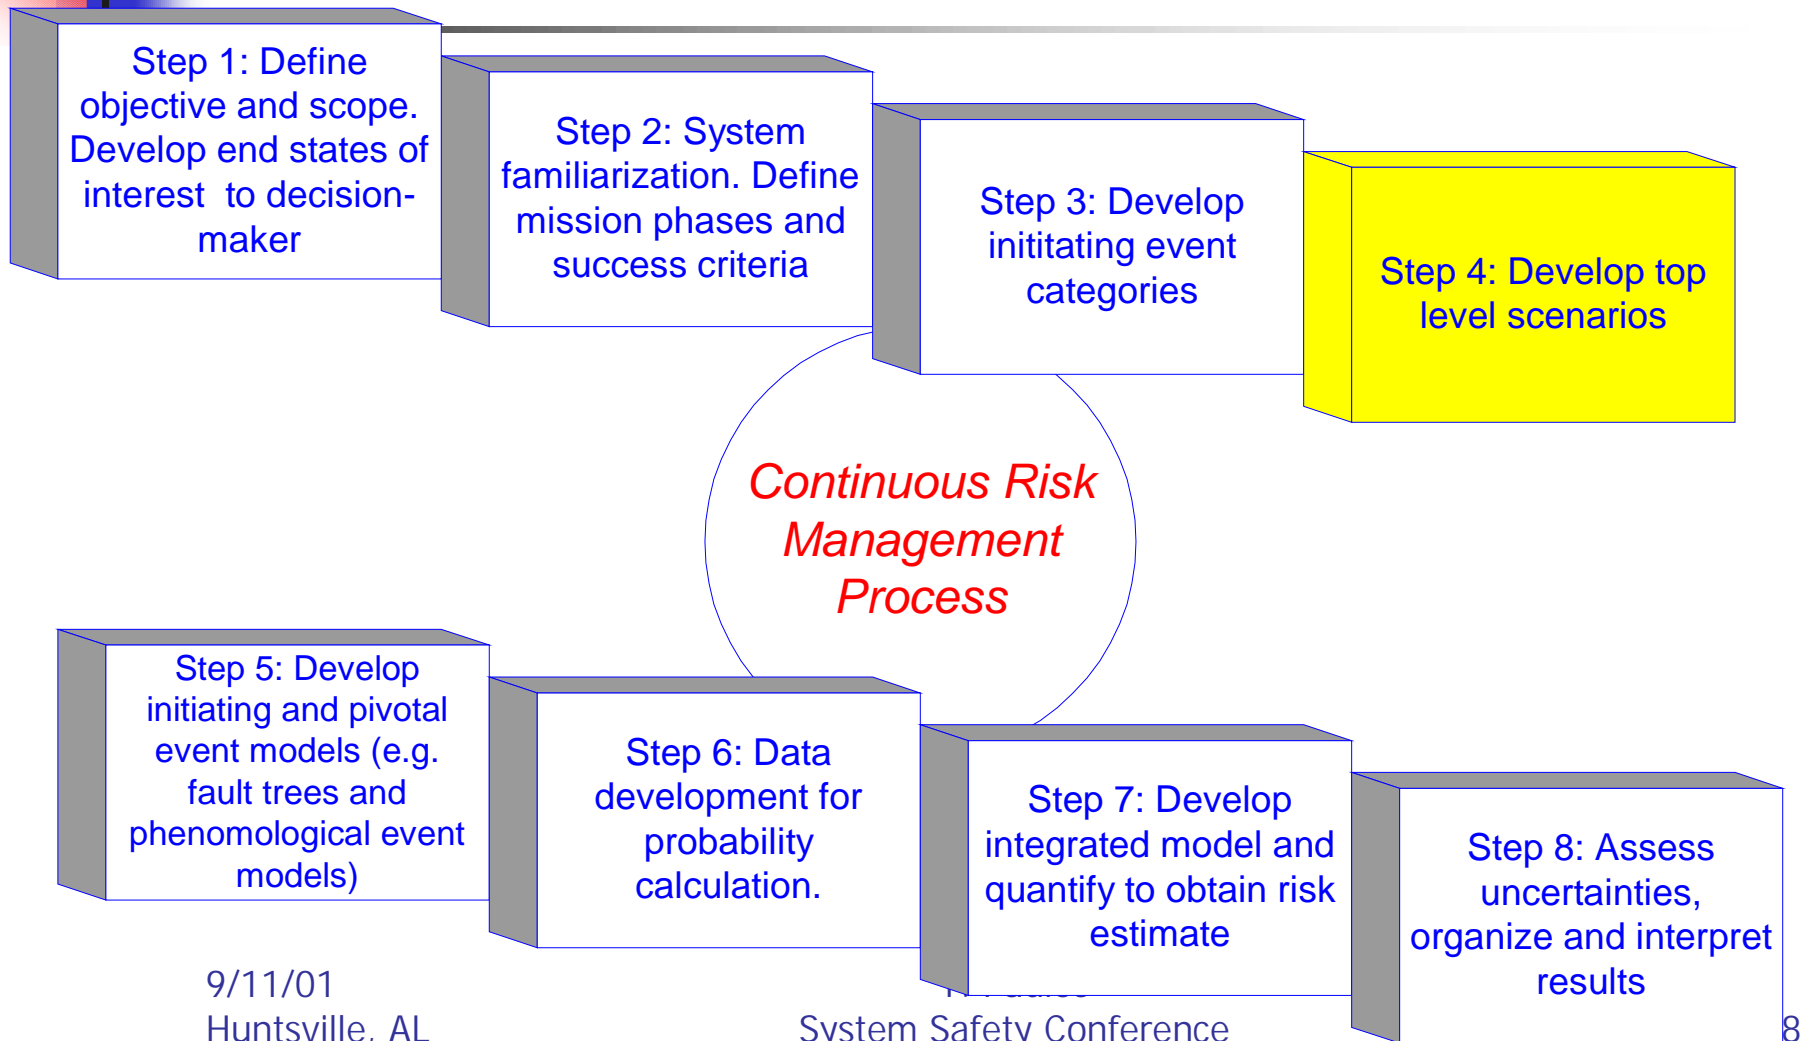 Step 1: Define
objective and scope.
Develop end states of
interest to decision-
maker
Step 2: System
familiarization. Define
mission phases and
success criteria
Step 3: Develop
inititating event
categories
Step 4: Develop top
level scenarios
Continuous Risk
Management
Process
Step 5: Develop
initiating and pivotal
event models (e.g.
fault trees and
phenomological event
models)
Step 6: Data
development for
probability
calculation.
Step 7: Develop
integrated model and
quantify to obtain risk
estimate
Step 8: Assess
uncertainties,
organize and interpret
results
9/11/01
Huntsville, AL
System Safety Conference
8